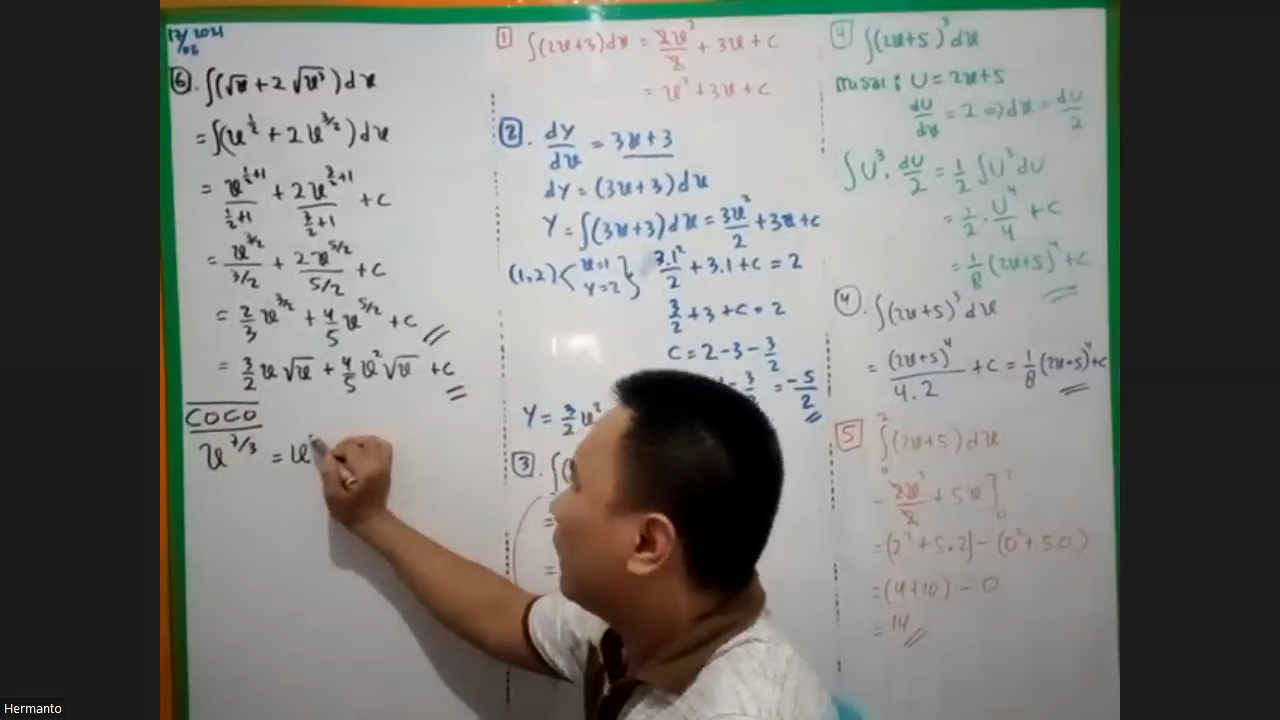 17/06 2021
⑥. ∫(√x + 2√x³) dx
= ∫(x^½ + 2x^3/2) dx
= x^(½+1)/(½+1) + 2x^(3/2+1)/(3/2+1) + c
= x^3/2/(3/2) + 2x^5/2/(5/2) + c
= 2/3 x^3/2 + 4/5 x^5/2 + c //
= 3/2 x√x + 4/5 x²√x + c //
COCO
x^7/3 = x
1 ∫(2x+3) dx = 2x²/2 + 3x + c
= x² + 3x + c
2. dy/dx = 3x+3
dy = (3x+3) dx
Y = ∫(3x+3) dx = 3x²/2 + 3x + c
(1,2) < x=1 Y=2 } 3.1²/2 + 3.1 + c = 2
3/2 + 3 + c = 2
c = 2-3-3/2
- 3/2 = -5/2 //
Y = 3/2 x²
3. ∫(
=
=
4 ∫(2x+5)³ dx
misal : U = 2x+5
dU/dx = 2 => dx = dU/2
∫U³. dU/2 = 1/2 ∫U³ dU
= 1/2 . U⁴/4 + c
= 1/8 (2x+5)⁴ + c //
④. ∫(2x+5)³ dx
= (2x+5)⁴/4.2 + c = 1/8 (2x+5)⁴ + c //
5 ∫₀² (2x+5) dx
= 2x²/2 + 5x ]₀²
= (2² + 5.2) - (0² + 5.0)
= (4+10) - 0
= 14 //
Hermanto